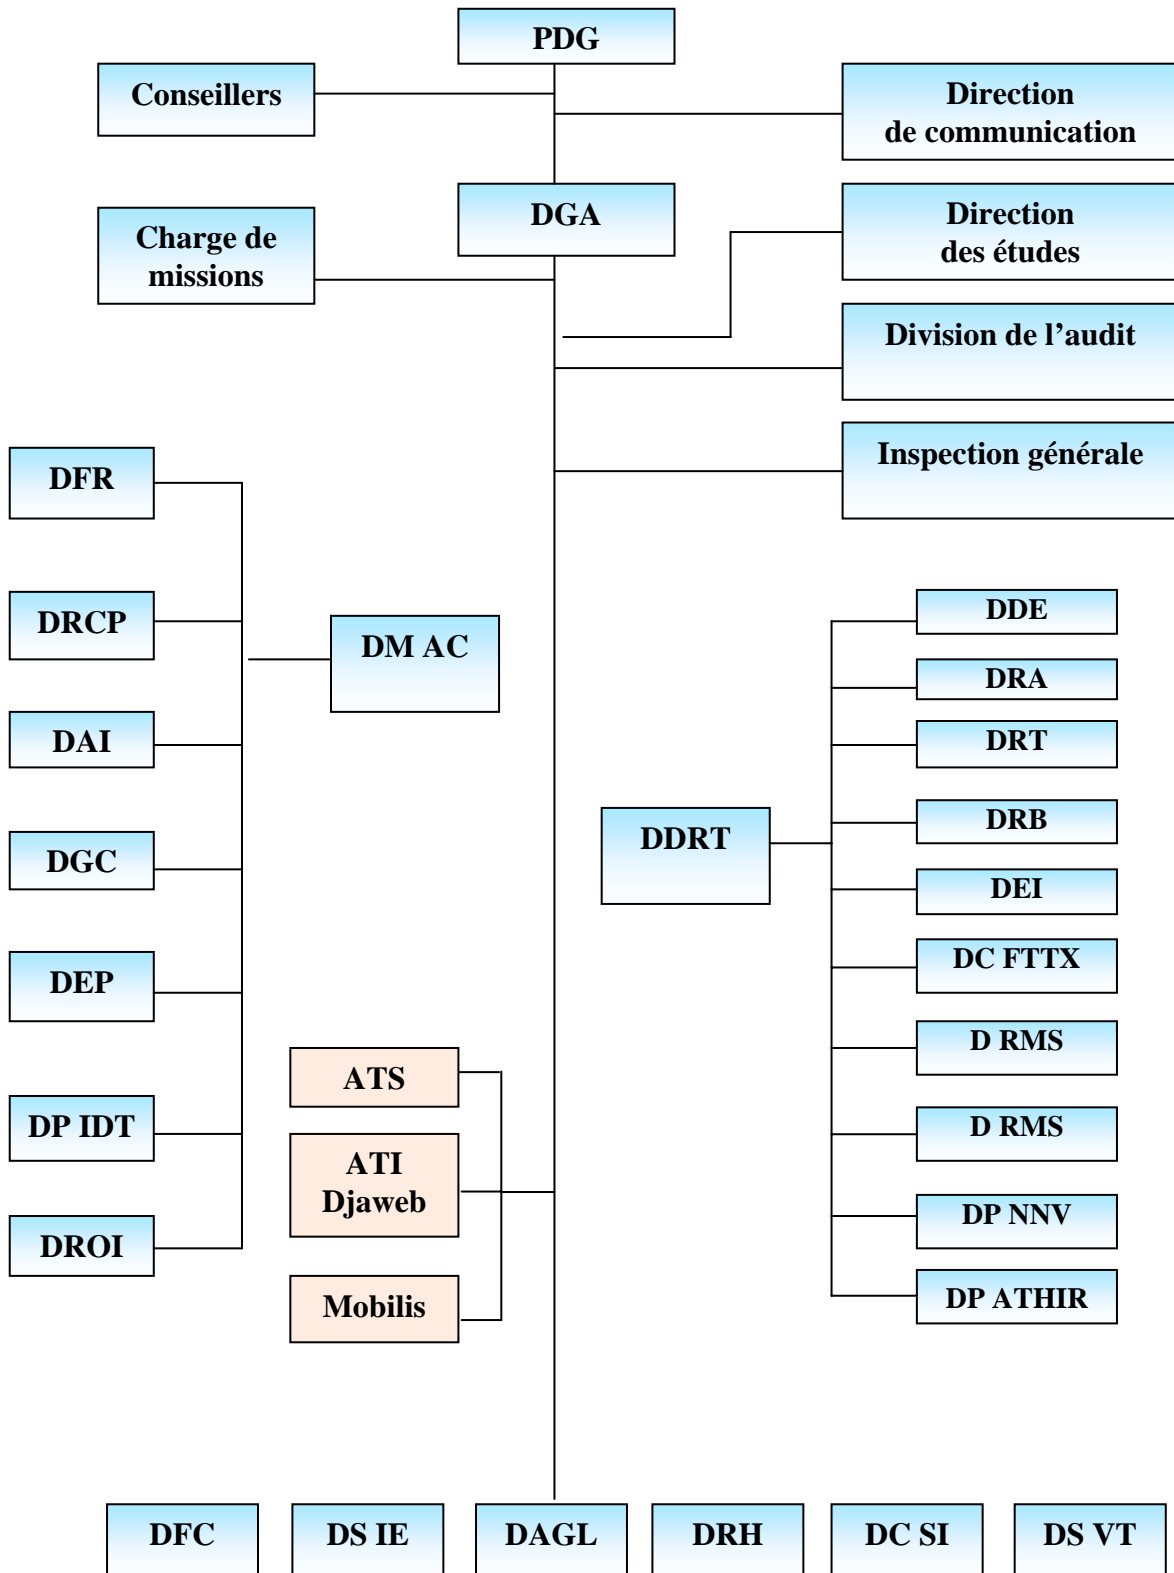 PDG
Conseillers
Direction
de communication
DGA
Charge de
missions
Direction
des études
Division de l’audit
Inspection générale
DFR
DRCP
DAI
DGC
DEP
DP IDT
DROI
DM AC
DDRT
DDE
DRA
DRT
DRB
DEI
DC FTTX
D RMS
D RMS
DP NNV
DP ATHIR
ATS
ATI
Djaweb
Mobilis
DFC
DS IE
DAGL
DRH
DC SI
DS VT